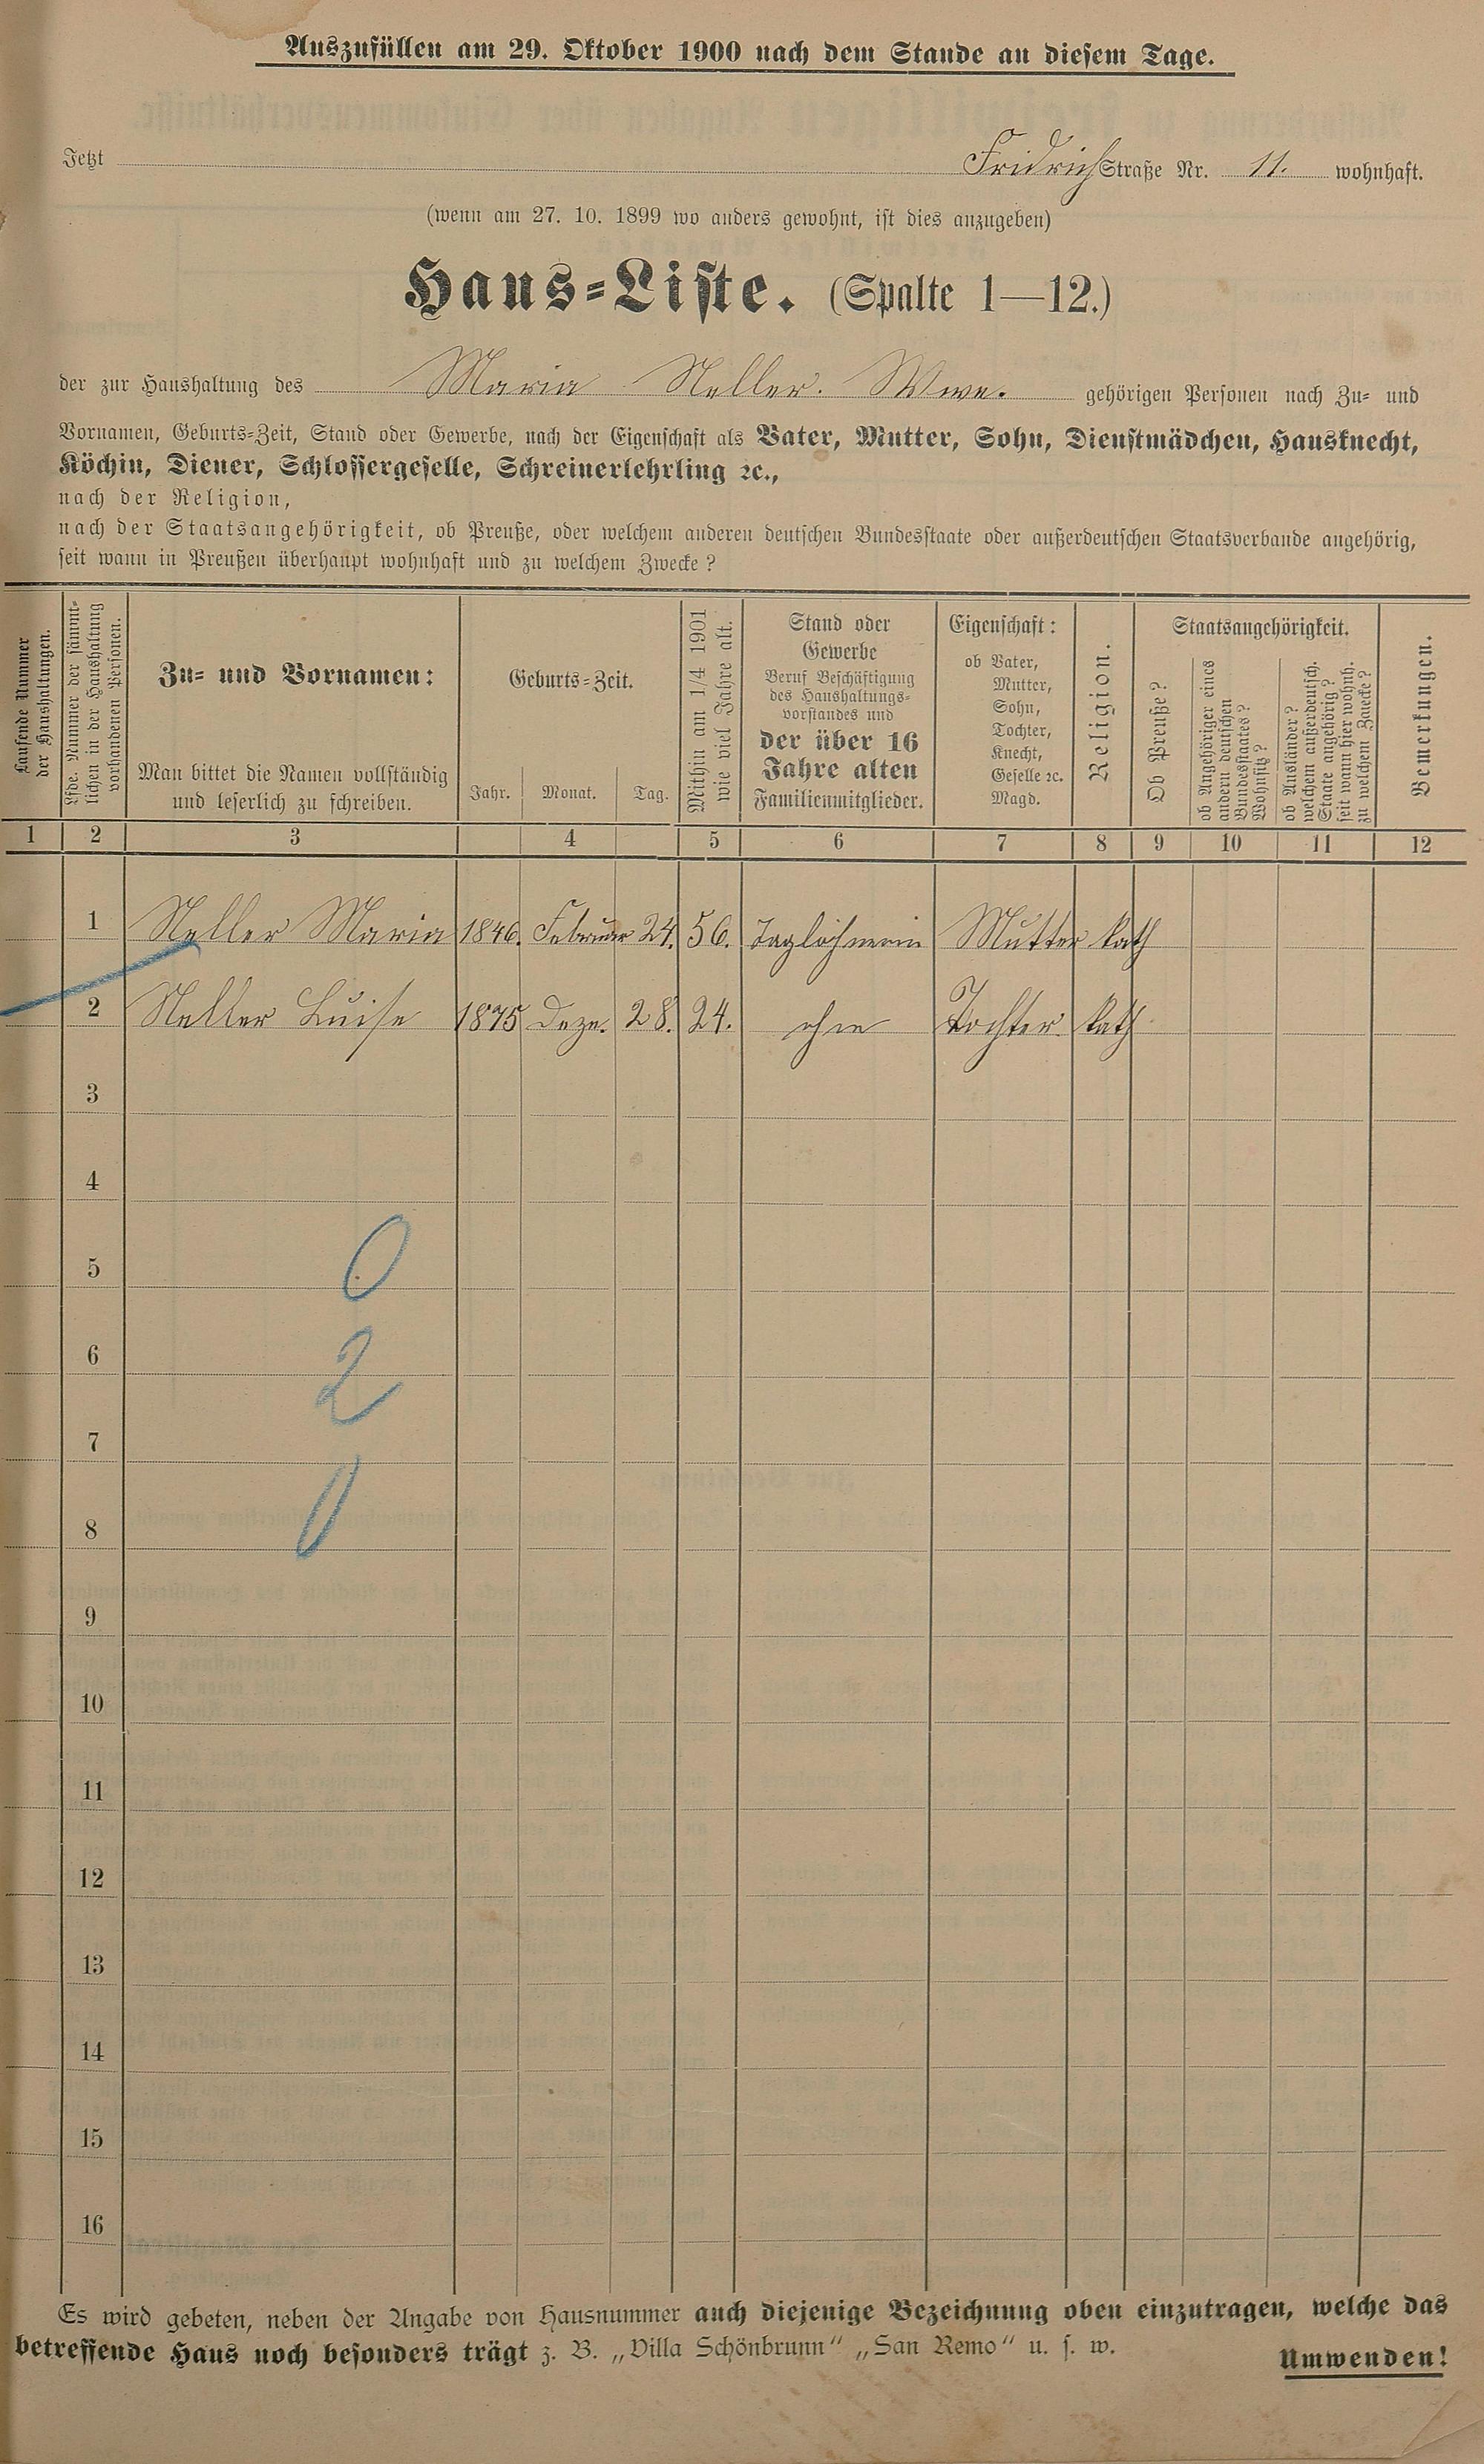 Auszufüllen am 29. Oktober 1900 nach dem Stande an diesem Tage.
Jetzt Fridrich Straße Nr. 11. wohnhaft.
(wenn am 27. 10. 1899 wo anders gewohnt, ist dies anzugeben)
Haus-Liste. (Spalte 1—12.)
der zur Haushaltung des Maria Neller. Wwe. gehörigen Personen nach Zu- und
Vornamen, Geburts-Zeit, Stand oder Gewerbe, nach der Eigenschaft als Vater, Mutter, Sohn, Dienstmädchen, Hausknecht,
Köchin, Diener, Schlossergeselle, Schreinerlehrling ꝛc.,
nach der Religion,
nach der Staatsangehörigkeit, ob Preuße, oder welchem anderen deutschen Bundesstaate oder außerdeutschen Staatsverbande angehörig,
seit wann in Preußen überhaupt wohnhaft und zu welchem Zwecke?
Laufende Nummer
der Haushaltungen.
Lfde. Nummer der sämmt-
lichen in der Haushaltung
vorhandenen Personen.
Zu- und Vornamen:
Man bittet die Namen vollständig
und leserlich zu schreiben.
Geburts-Zeit.
Jahr. Monat. Tag.
Mithin am 1/4 1901
wie viel Jahre alt.
Stand oder
Gewerbe
Beruf Beschäftigung
des Haushaltungs-
vorstandes und
der über 16
Jahre alten
Familienmitglieder.
Eigenschaft:
ob Vater,
Mutter,
Sohn,
Tochter,
Knecht,
Geselle ꝛc.
Magd.
Religion.
Staatsangehörigkeit.
Ob Preuße?
ob Angehöriger eines
andern deutschen
Bundesstaates?
Wohnsitz?
ob Ausländer?
welchem außerdeutsch.
Staate angehörig?
seit wann hier wohnh.
zu welchem Zwecke?
Bemerkungen.
1 2 3 4 5 6 7 8 9 10 11 12
1 Neller Maria 1846. Februar 24. 56. Taglöhnerin Mutter kath
2 Neller Luise 1875 Deze. 28. 24. ohne Tochter kath
3
4
5 0
6 2
7
8 0
9
10
11
12
13
14
15
16
Es wird gebeten, neben der Angabe von Hausnummer auch diejenige Bezeichnung oben einzutragen, welche das
betreffende Haus noch besonders trägt z. B. „Villa Schönbrunn“ „San Remo“ u. s. w.
Umwenden!